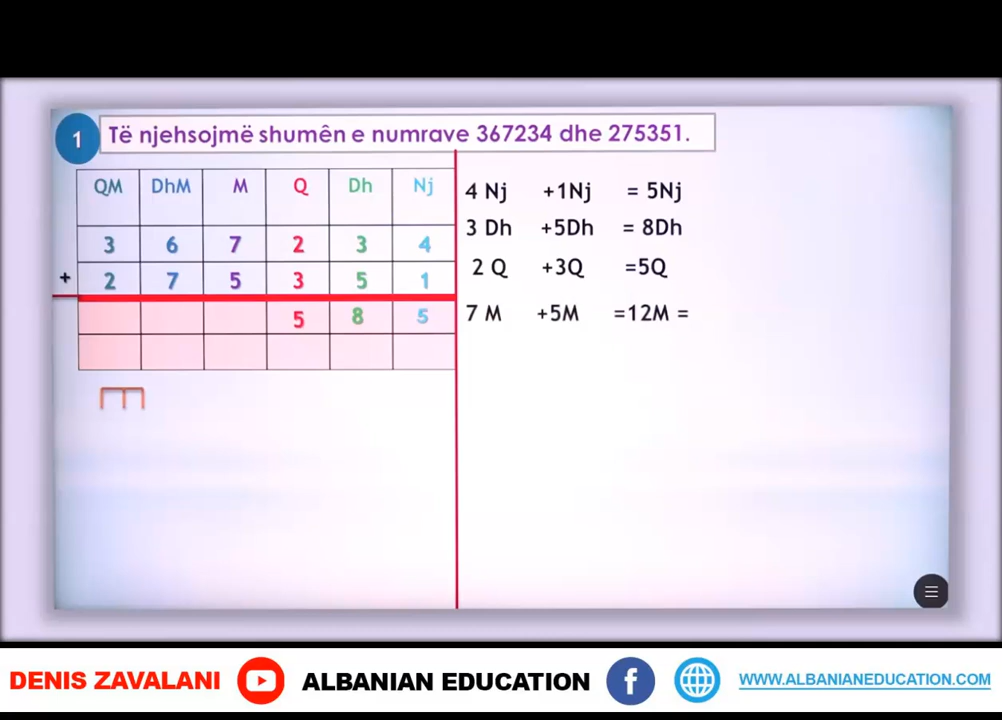 1 Të njehsojmë shumën e numrave 367234 dhe 275351.
QM DhM M Q Dh Nj
3 6 7 2 3 4
+ 2 7 5 3 5 1
5 8 5
4 Nj +1Nj = 5Nj
3 Dh +5Dh = 8Dh
2 Q +3Q =5Q
7 M +5M =12M =
DENIS ZAVALANI ALBANIAN EDUCATION f WWW.ALBANIANEDUCATION.COM